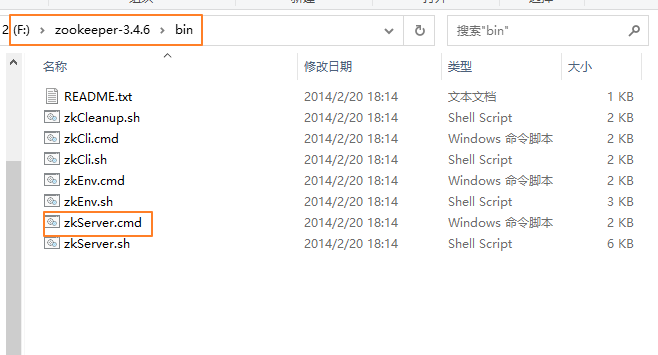 2 (F:) › zookeeper-3.4.6 › bin
搜索"bin"
名称 修改日期 类型 大小
README.txt 2014/2/20 18:14 文本文档 1 KB
zkCleanup.sh 2014/2/20 18:14 Shell Script 2 KB
zkCli.cmd 2014/2/20 18:14 Windows 命令脚本 2 KB
zkCli.sh 2014/2/20 18:14 Shell Script 2 KB
zkEnv.cmd 2014/2/20 18:14 Windows 命令脚本 2 KB
zkEnv.sh 2014/2/20 18:14 Shell Script 3 KB
zkServer.cmd 2014/2/20 18:14 Windows 命令脚本 2 KB
zkServer.sh 2014/2/20 18:14 Shell Script 6 KB